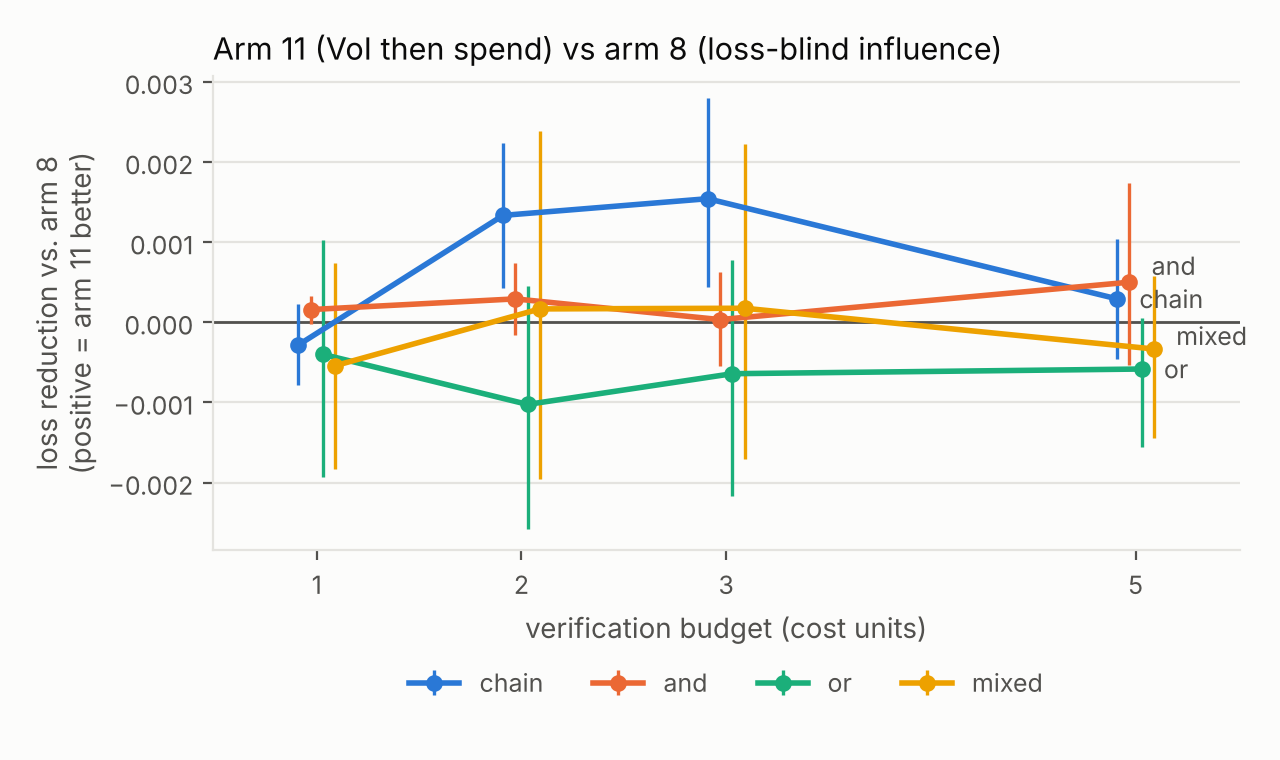 Arm 11 (VoI then spend) vs arm 8 (loss-blind influence)
loss reduction vs. arm 8
(positive = arm 11 better)
0.003
0.002
0.001
0.000
−0.001
−0.002
and
chain
mixed
or
1 2 3 5
verification budget (cost units)
chain and or mixed